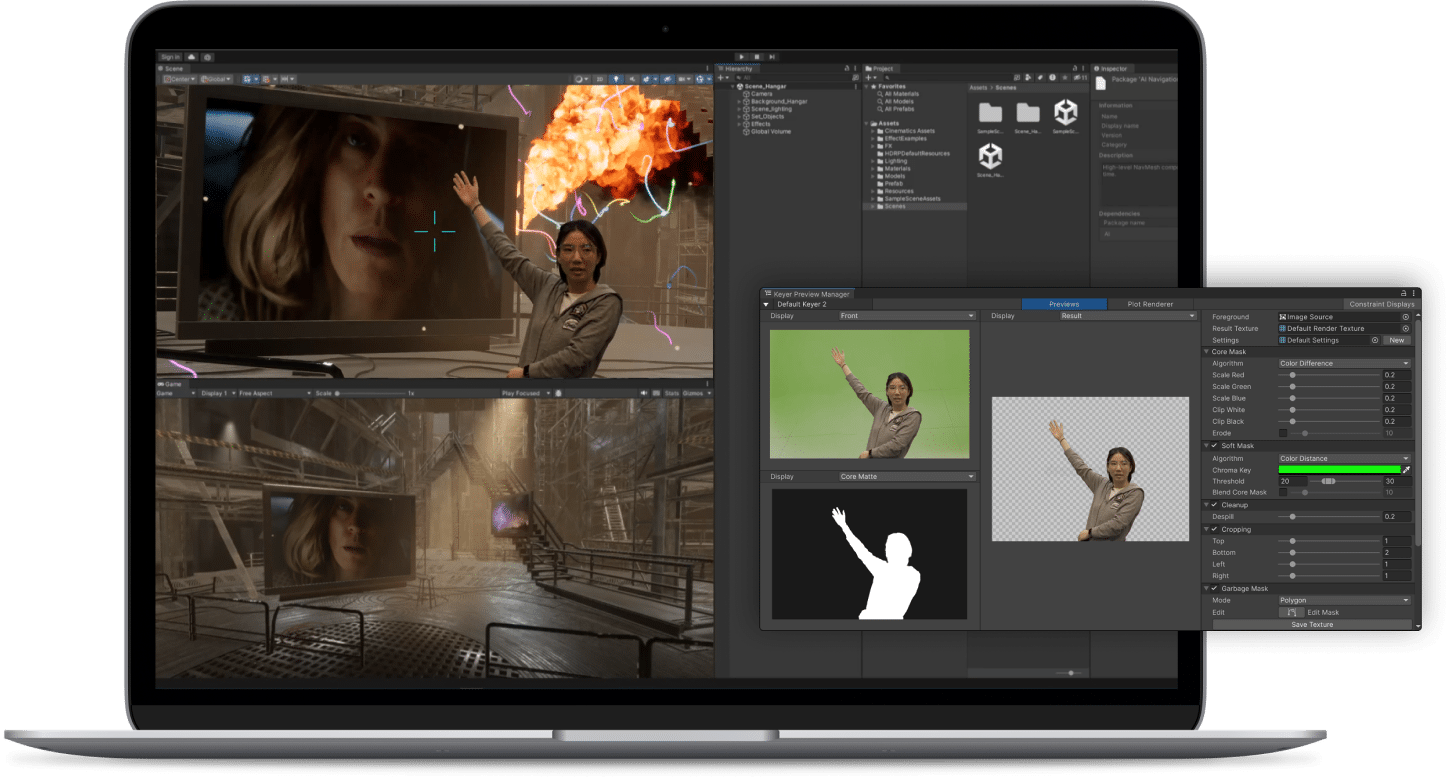 Sign in
Scene
Center
Global
Hierarchy
All
Scene_Hangar
Camera
Background_Hangar
Scene_lighting
Set_Objects
Effects
Global Volume
Project
Favorites
All Materials
All Models
All Prefabs
Assets
Cinematics Assets
EffectExamples
FX
HDRPDefaultResources
Lighting
Materials
Models
Prefab
Resources
SampleSceneAssets
Scenes
Assets > Scenes
SampleSc...
Scene_Ha...
SampleSc...
Scene_Ha...
Inspector
Package 'AI Navigation
Information
Name
Display name
Version
Category
Description
High-level NavMesh comp
time.
Dependencies
Package name
AI
Game
Game Display 1 Free Aspect Scale 1x Play Focused Stats Gizmos
Keyer Preview Manager
Default Keyer 2
Previews
Plot Renderer
Constraint Displays
Display Front
Display Result
Display Core Matte
Foreground Image Source
Result Texture Default Render Texture
Settings Default Settings New
Core Mask
Algorithm Color Difference
Scale Red 0.2
Scale Green 0.2
Scale Blue 0.2
Clip White 0.2
Clip Black 0.2
Erode 10
Soft Mask
Algorithm Color Distance
Chroma Key
Threshold 20 30
Blend Core Mask 10
Cleanup
Despill 0.2
Cropping
Top 1
Bottom 2
Left 1
Right 1
Garbage Mask
Mode Polygon
Edit Edit Mask
Save Texture